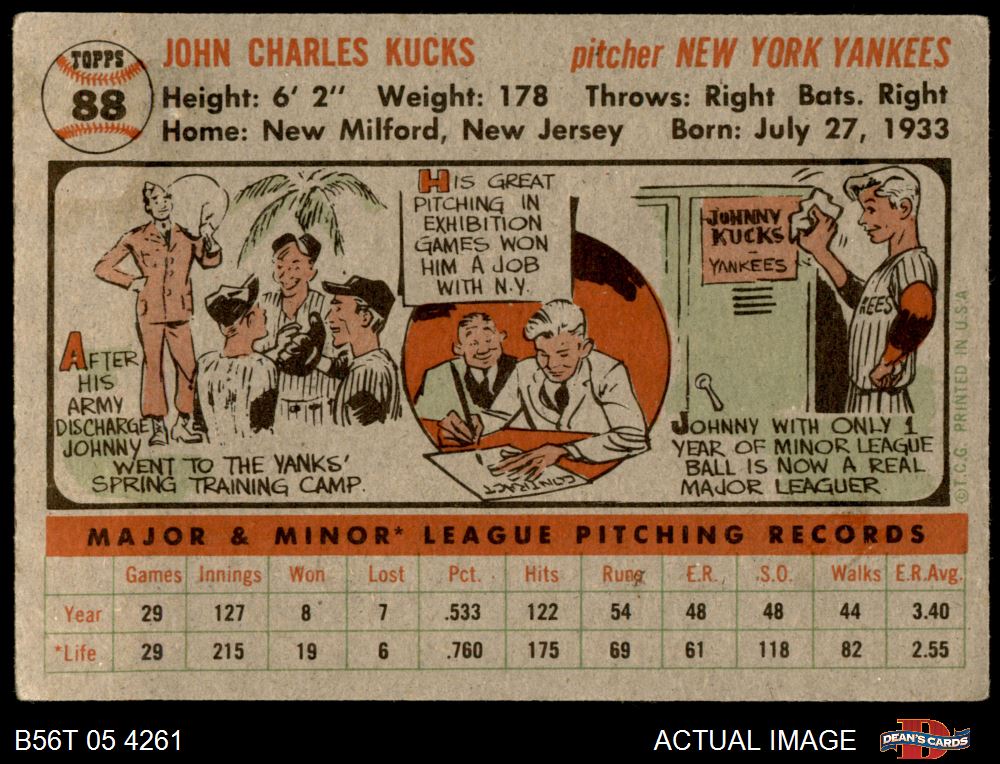 TOPPS
88
JOHN CHARLES KUCKS pitcher NEW YORK YANKEES
Height: 6' 2" Weight: 178 Throws: Right Bats. Right
Home: New Milford, New Jersey Born: July 27, 1933
AFTER
HIS
ARMY
DISCHARGE
JOHNNY
WENT TO THE YANKS'
SPRING TRAINING CAMP.
HIS GREAT
PITCHING IN
EXHIBITION
GAMES WON
HIM A JOB
WITH N.Y.
CONTRACT
JOHNNY
KUCKS
-
YANKEES
KEES
JOHNNY WITH ONLY 1
YEAR OF MINOR LEAGUE
BALL IS NOW A REAL
MAJOR LEAGUER
©T.C.G. PRINTED IN U.S.A
MAJOR & MINOR* LEAGUE PITCHING RECORDS
Games Innings Won Lost Pct. Hits Runs E.R. S.O. Walks E.R.Avg.
Year 29 127 8 7 .533 122 54 48 48 44 3.40
*Life 29 215 19 6 .760 175 69 61 118 82 2.55
B56T 05 4261 ACTUAL IMAGE D DEAN'S CARDS